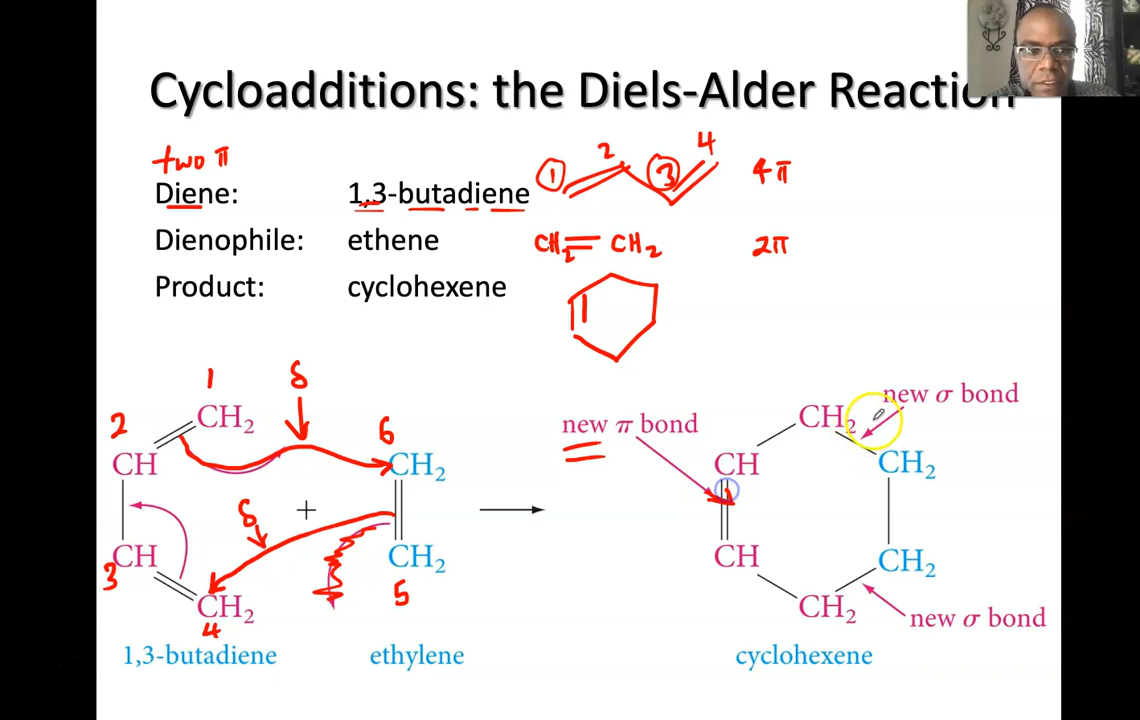 Cycloadditions: the Diels-Alder Reaction
two π
Diene: 1,3-butadiene
1 2 3 4
4π
Dienophile: ethene
CH2=CH2
2π
Product: cyclohexene
1
δ
2
CH2
6
new π bond
CH2
new σ bond
CH
CH2
CH
CH2
δ
+
CH
CH2
CH
CH2
3
5
CH2
CH2
new σ bond
4
1,3-butadiene
ethylene
cyclohexene